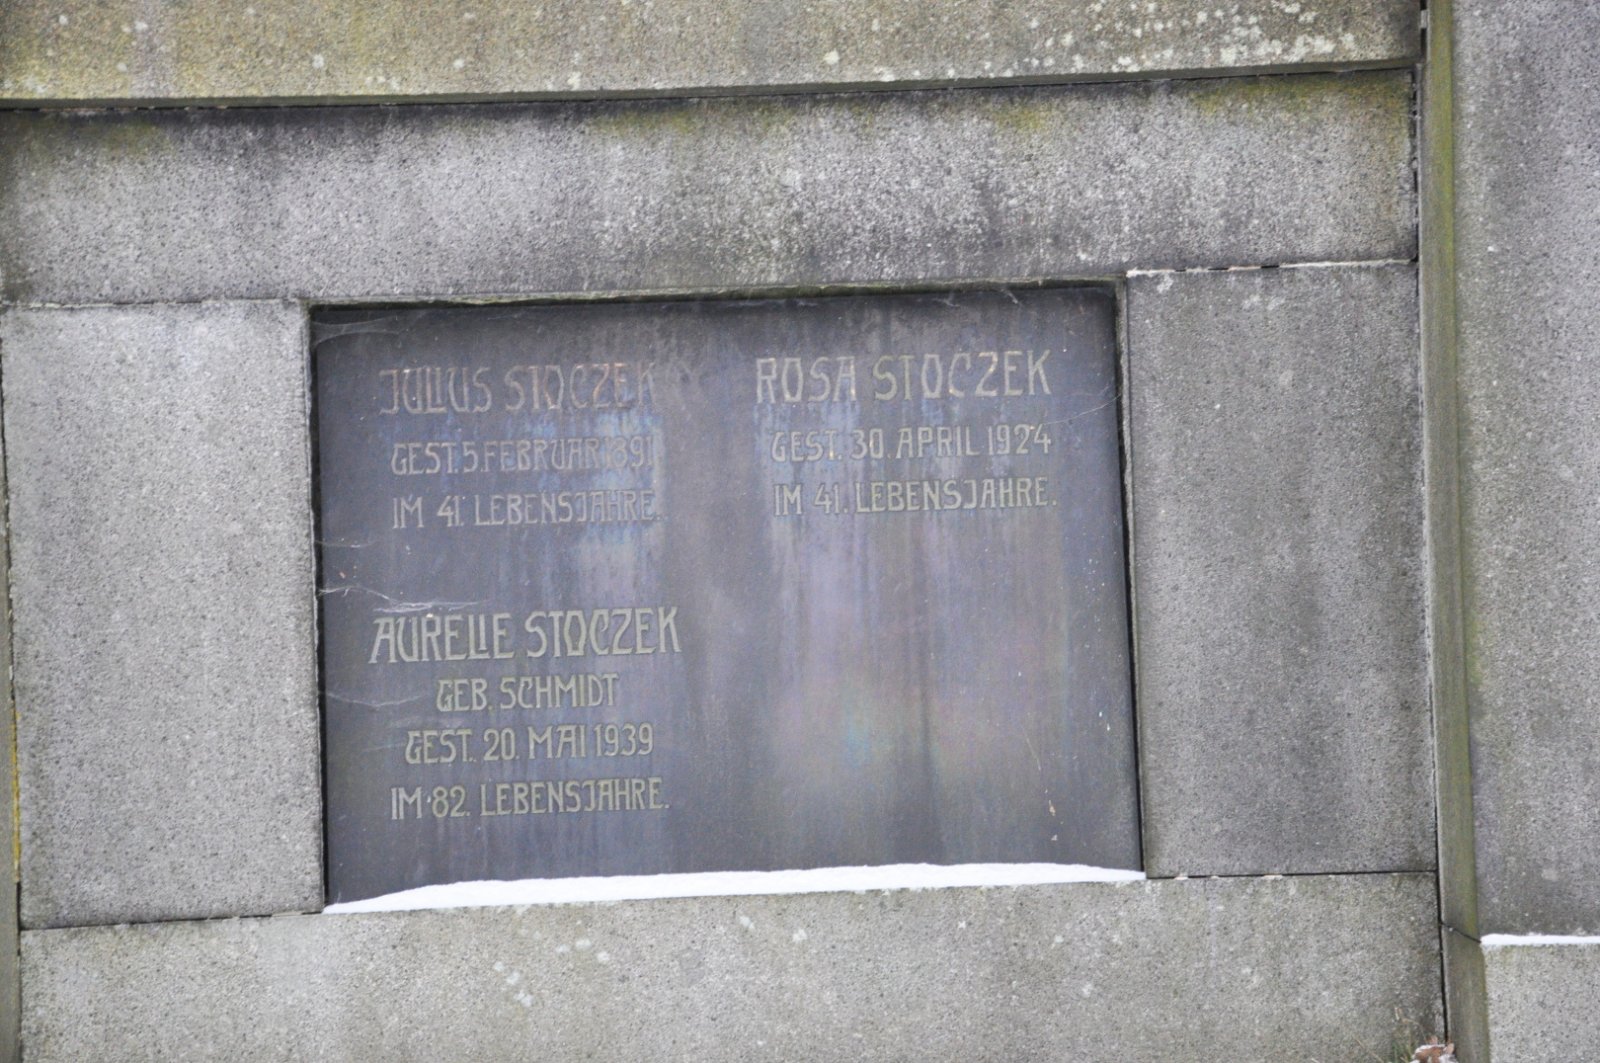 JULIUS STOCZEK
GEST. 5. FEBRUAR 1891
IM 41. LEBENSJAHRE.
AURELIE STOCZEK
GEB. SCHMIDT
GEST. 20. MAI 1939
IM 82. LEBENSJAHRE.
ROSA STOCZEK
GEST. 30. APRIL 1924
IM 41. LEBENSJAHRE.